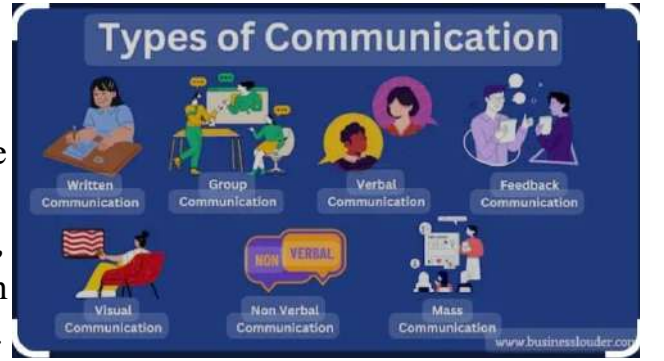 Types of Communication
Written
Communication
Group
Communication
Verbal
Communication
Feedback
Communication
NON VERBAL
Visual
Communication
Non Verbal
Communication
Mass
Communication
www.businesslouder.com